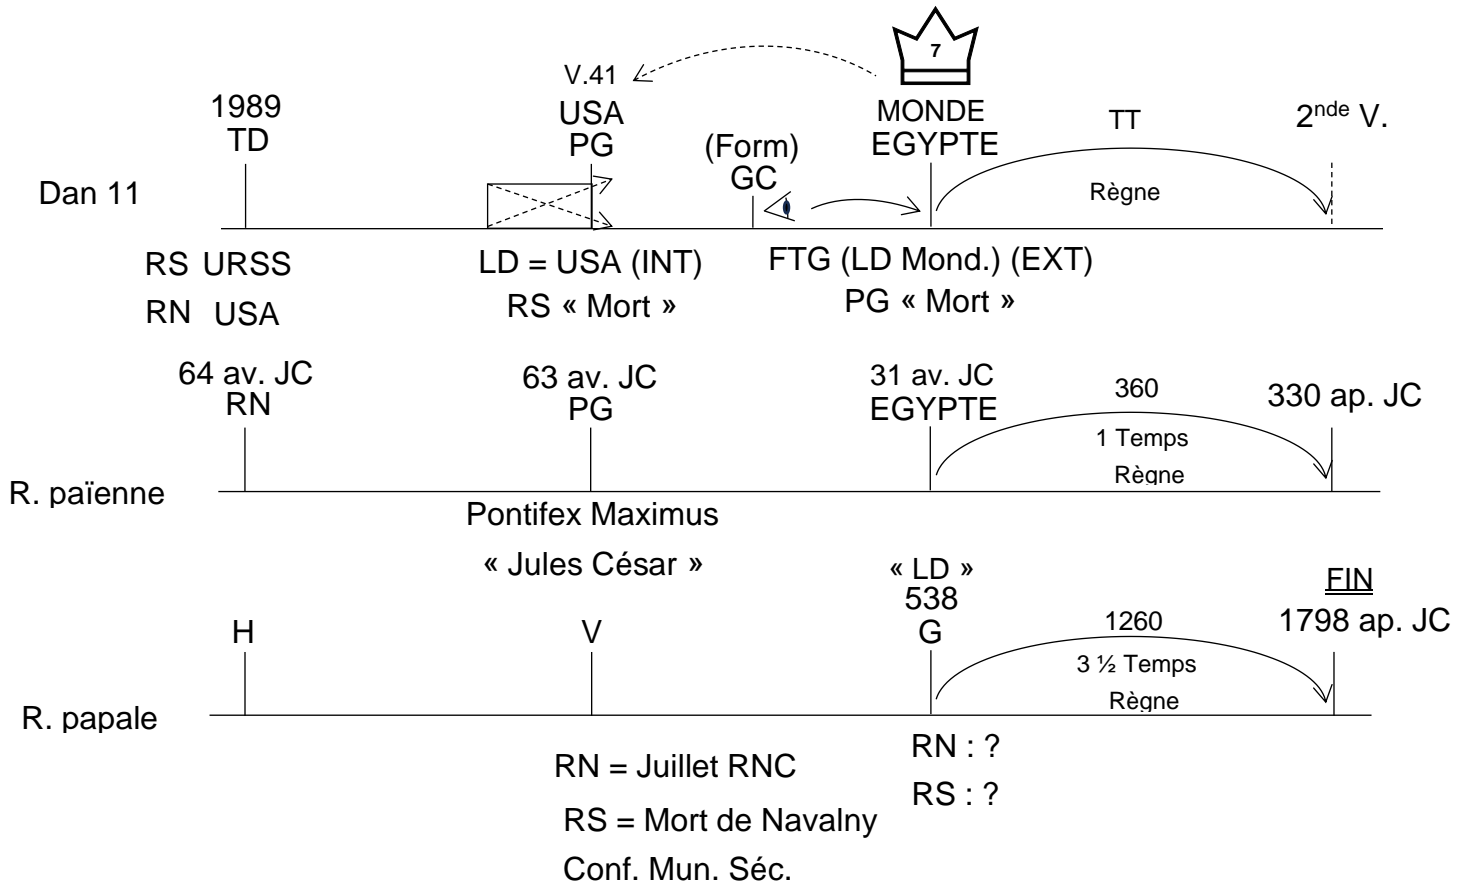 7
V.41
1989
TD
USA
PG
(Form)
GC
MONDE
EGYPTE
TT
2nde V.
Dan 11
Règne
RS URSS
RN USA
LD = USA (INT)
RS « Mort »
FTG (LD Mond.) (EXT)
PG « Mort »
64 av. JC
RN
63 av. JC
PG
31 av. JC
EGYPTE
360
1 Temps
Règne
330 ap. JC
R. païenne
Pontifex Maximus
« Jules César »
« LD »
538
G
FIN
1798 ap. JC
H
V
1260
3 ½ Temps
Règne
R. papale
RN = Juillet RNC
RS = Mort de Navalny
Conf. Mun. Séc.
RN : ?
RS : ?